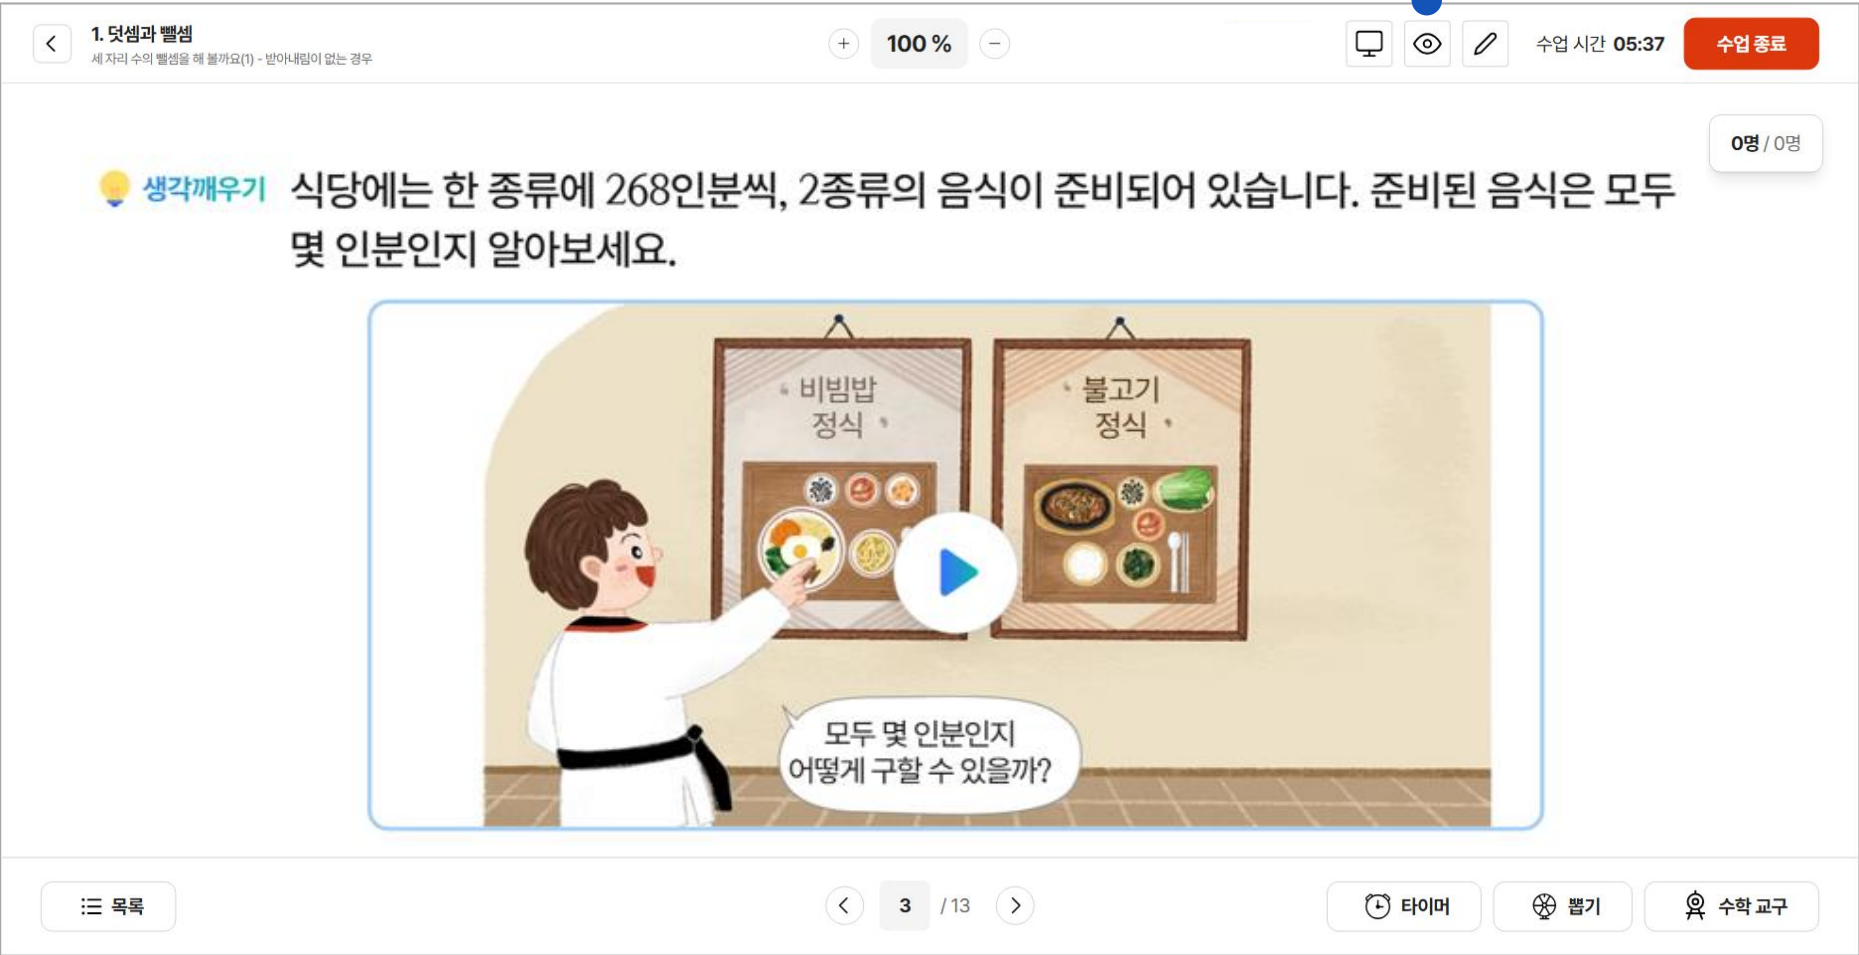 1. 덧셈과 뺄셈
세 자리 수의 뺄셈을 해 볼까요(1) - 받아내림이 없는 경우
100 %
수업 시간 05:37
수업 종료
0명 / 0명
생각깨우기
식당에는 한 종류에 268인분씩, 2종류의 음식이 준비되어 있습니다. 준비된 음식은 모두
몇 인분인지 알아보세요.
비빔밥
정식
불고기
정식
모두 몇 인분인지
어떻게 구할 수 있을까?
목록
3 / 13
타이머
뽑기
수학 교구